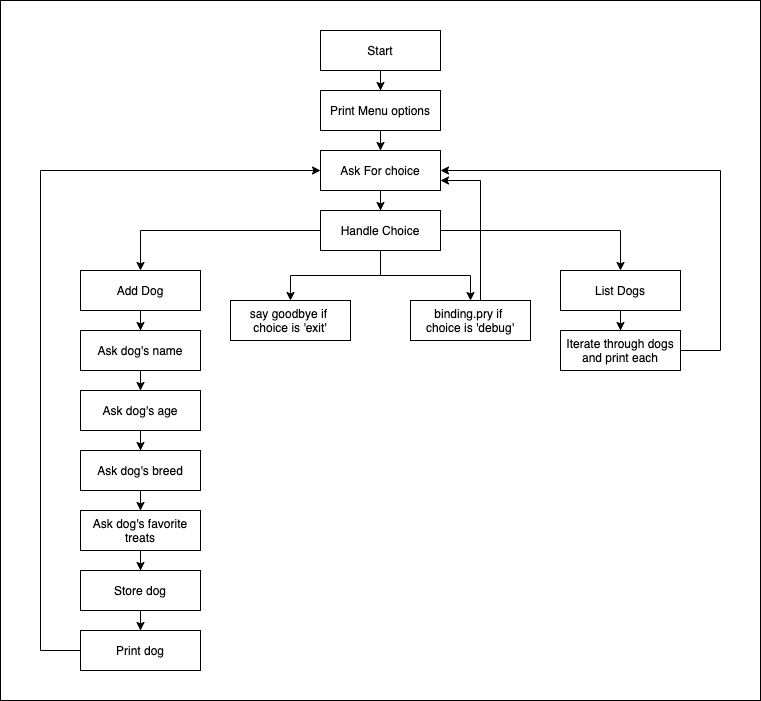 Start
Print Menu options
Ask For choice
Handle Choice
Add Dog
Ask dog's name
Ask dog's age
Ask dog's breed
Ask dog's favorite
treats
Store dog
Print dog
say goodbye if
choice is 'exit'
binding.pry if
choice is 'debug'
List Dogs
Iterate through dogs
and print each